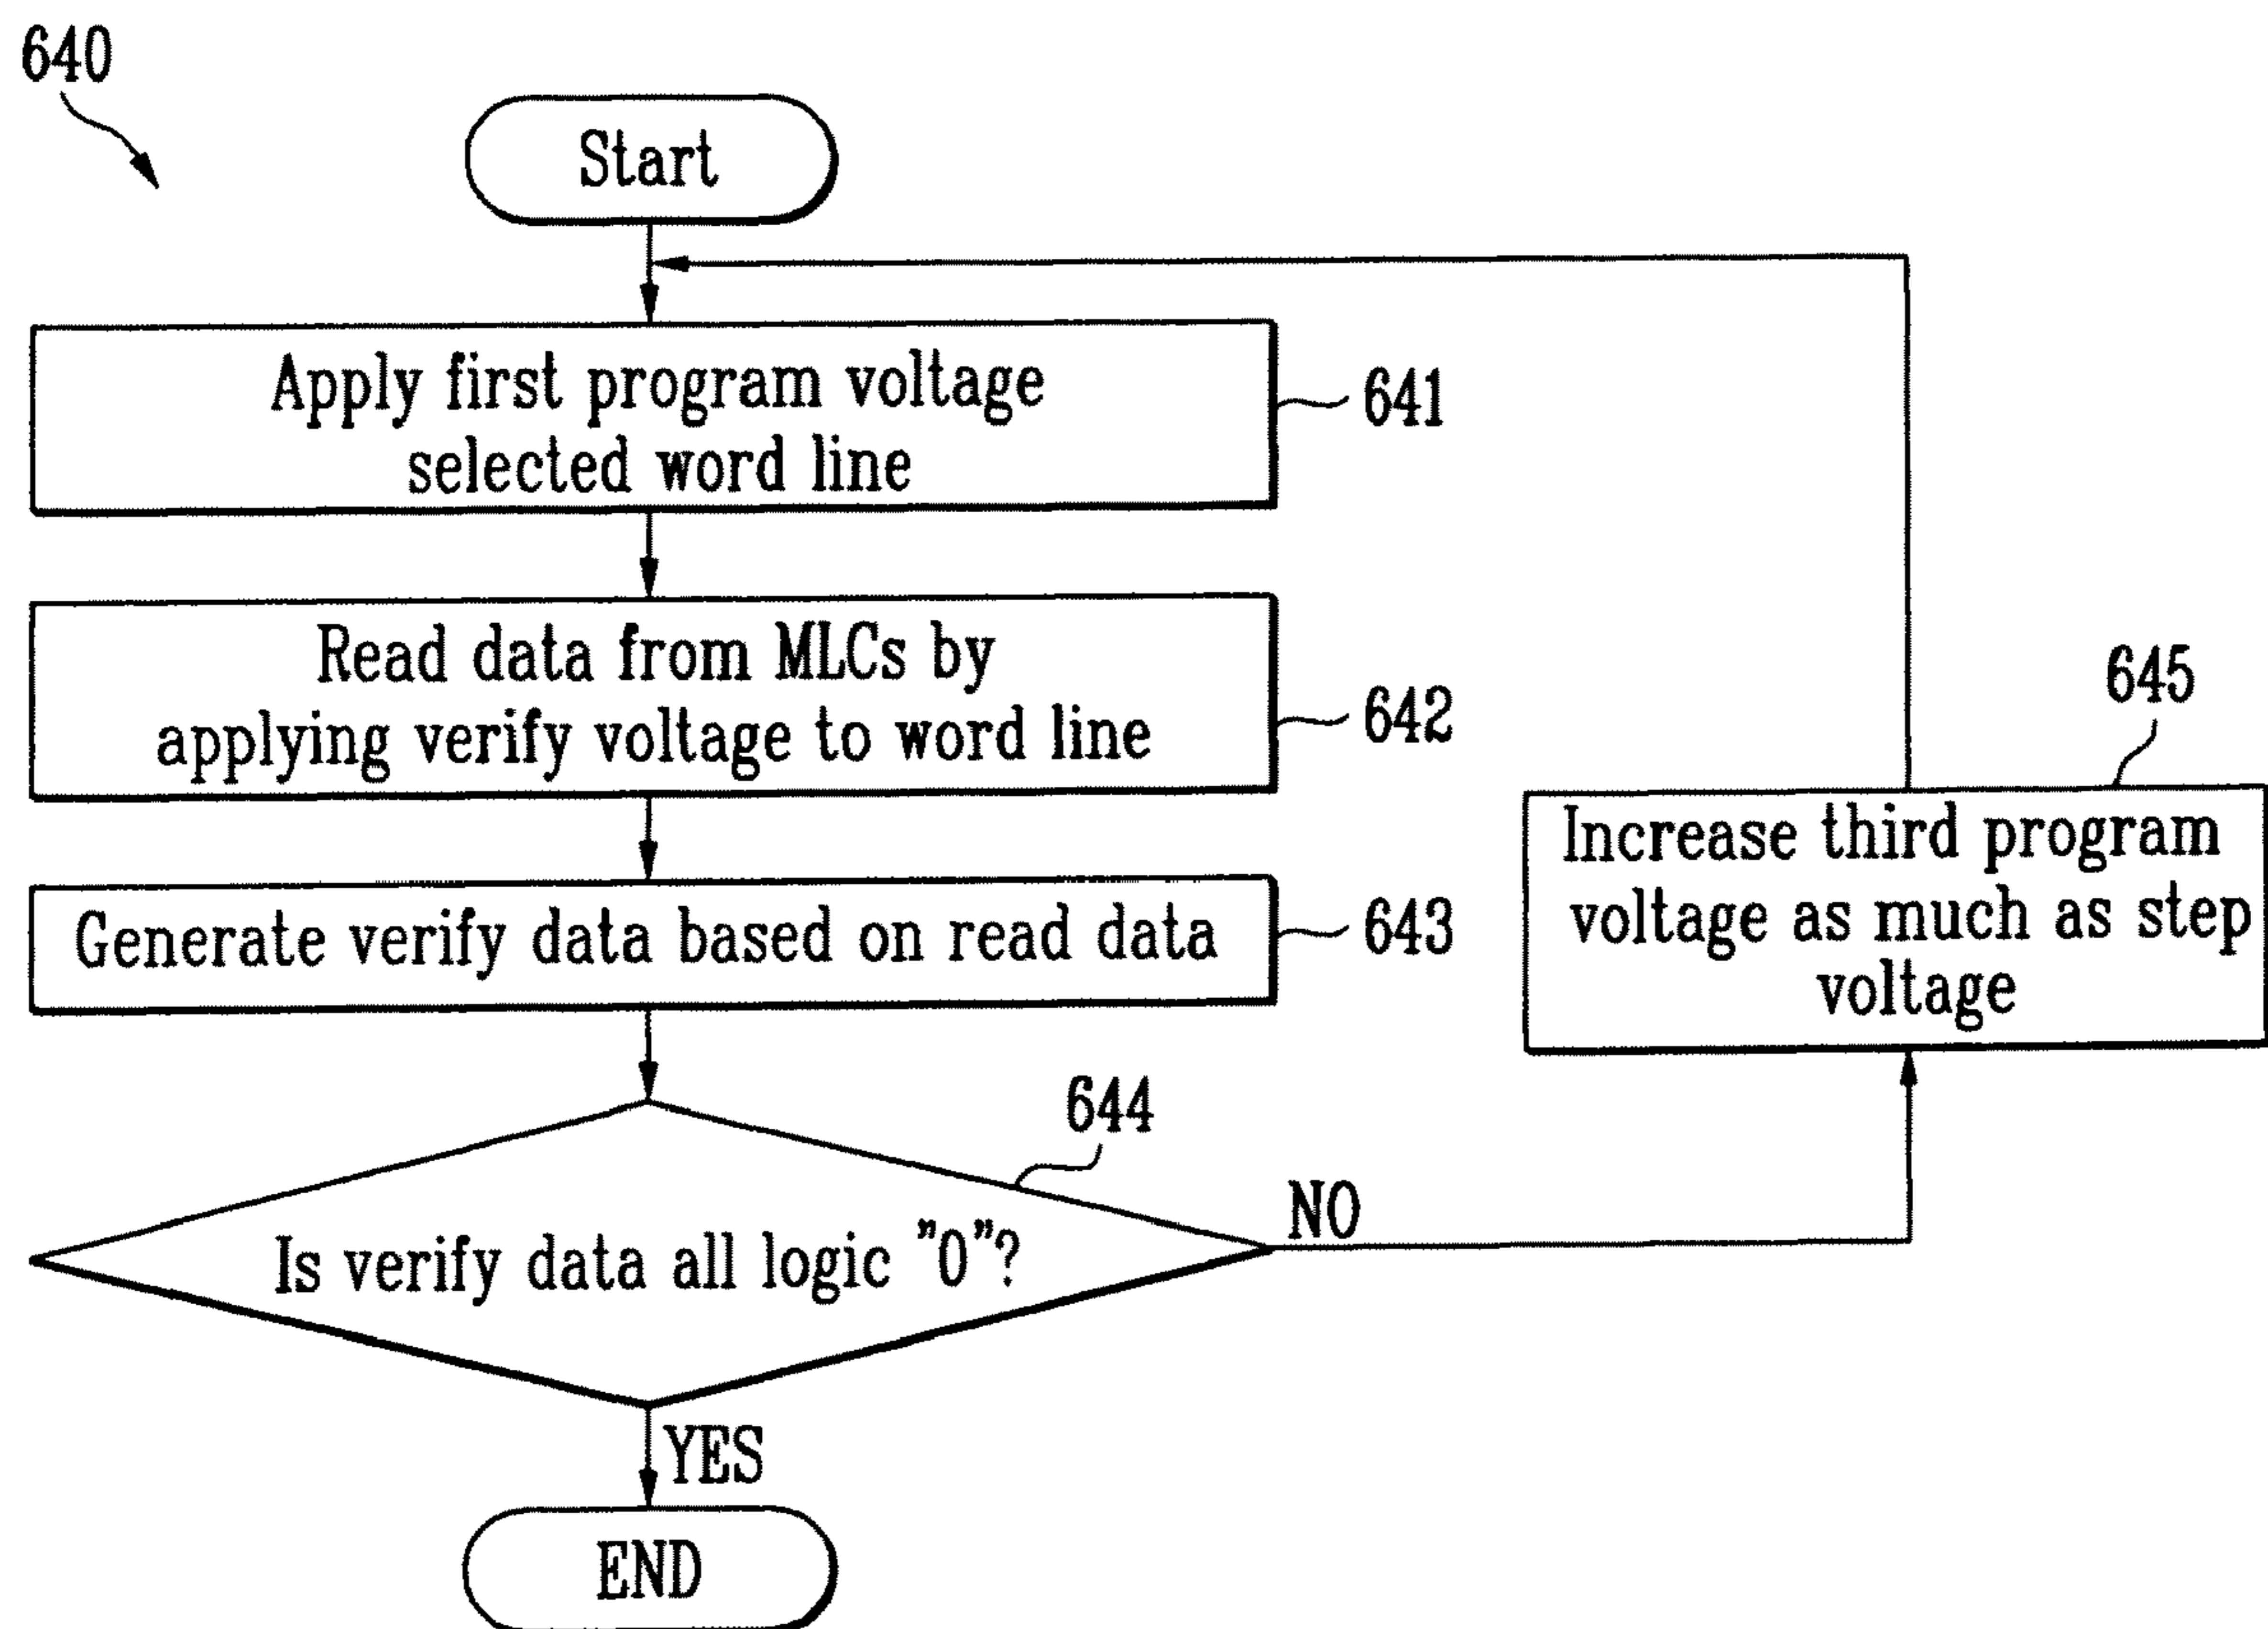 640
Start
Apply first program voltage
selected word line
641
Read data from MLCs by
applying verify voltage to word line
642
Generate verify data based on read data
643
645
Increase third program
voltage as much as step
voltage
644
Is verify data all logic "0"?
NO
YES
END